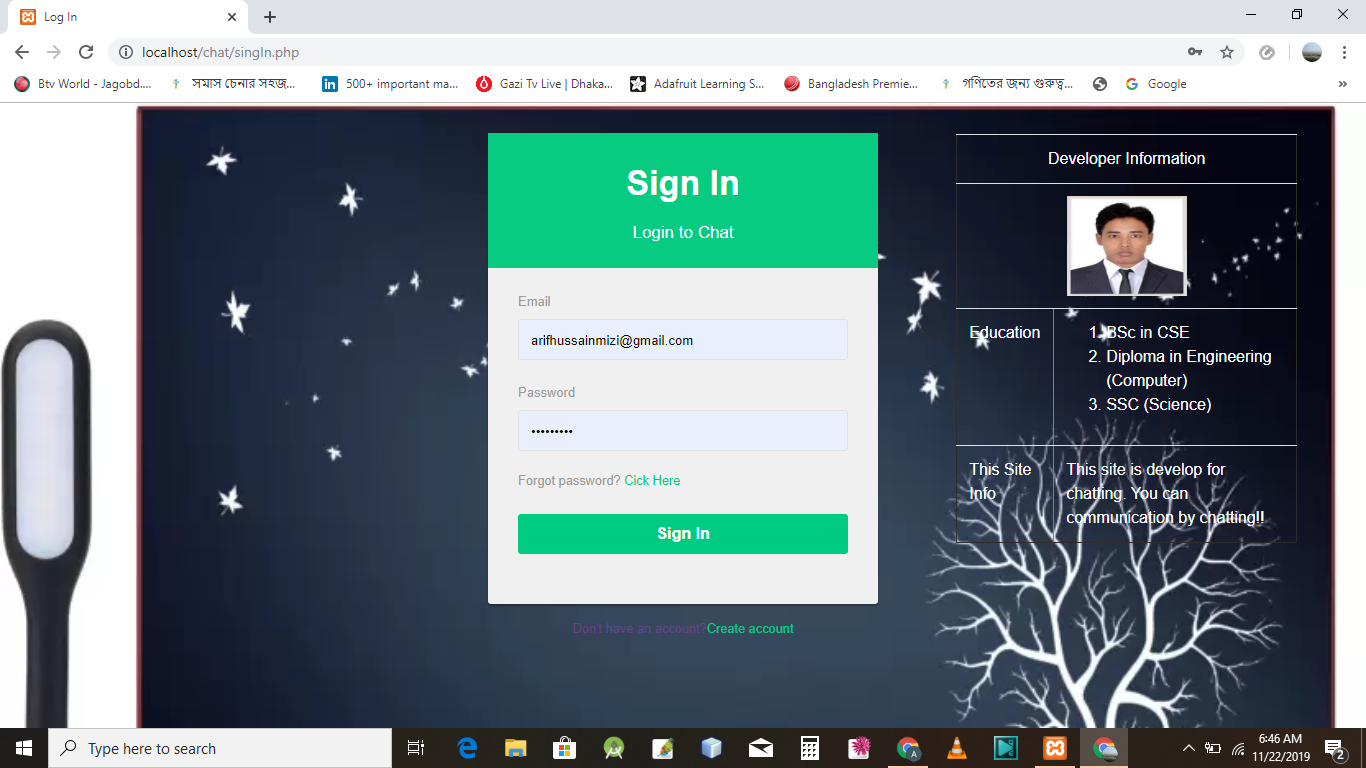 Log In
localhost/chat/singIn.php
Btv World - Jagobd....
সমাস চেনার সহজ...
500+ important ma...
Gazi Tv Live | Dhaka...
Adafruit Learning S...
Bangladesh Premie...
গণিতের জন্য গুরুত্ব...
Google
Sign In
Login to Chat
Email
arifhussainmizi@gmail.com
Password
•••••••••
Forgot password? Cick Here
Sign In
Don't have an account?Create account
Developer Information
Education
1. BSc in CSE
2. Diploma in Engineering
(Computer)
3. SSC (Science)
This Site
Info
This site is develop for
chatting. You can
communication by chatting!!
Type here to search
6:46 AM
11/22/2019
2